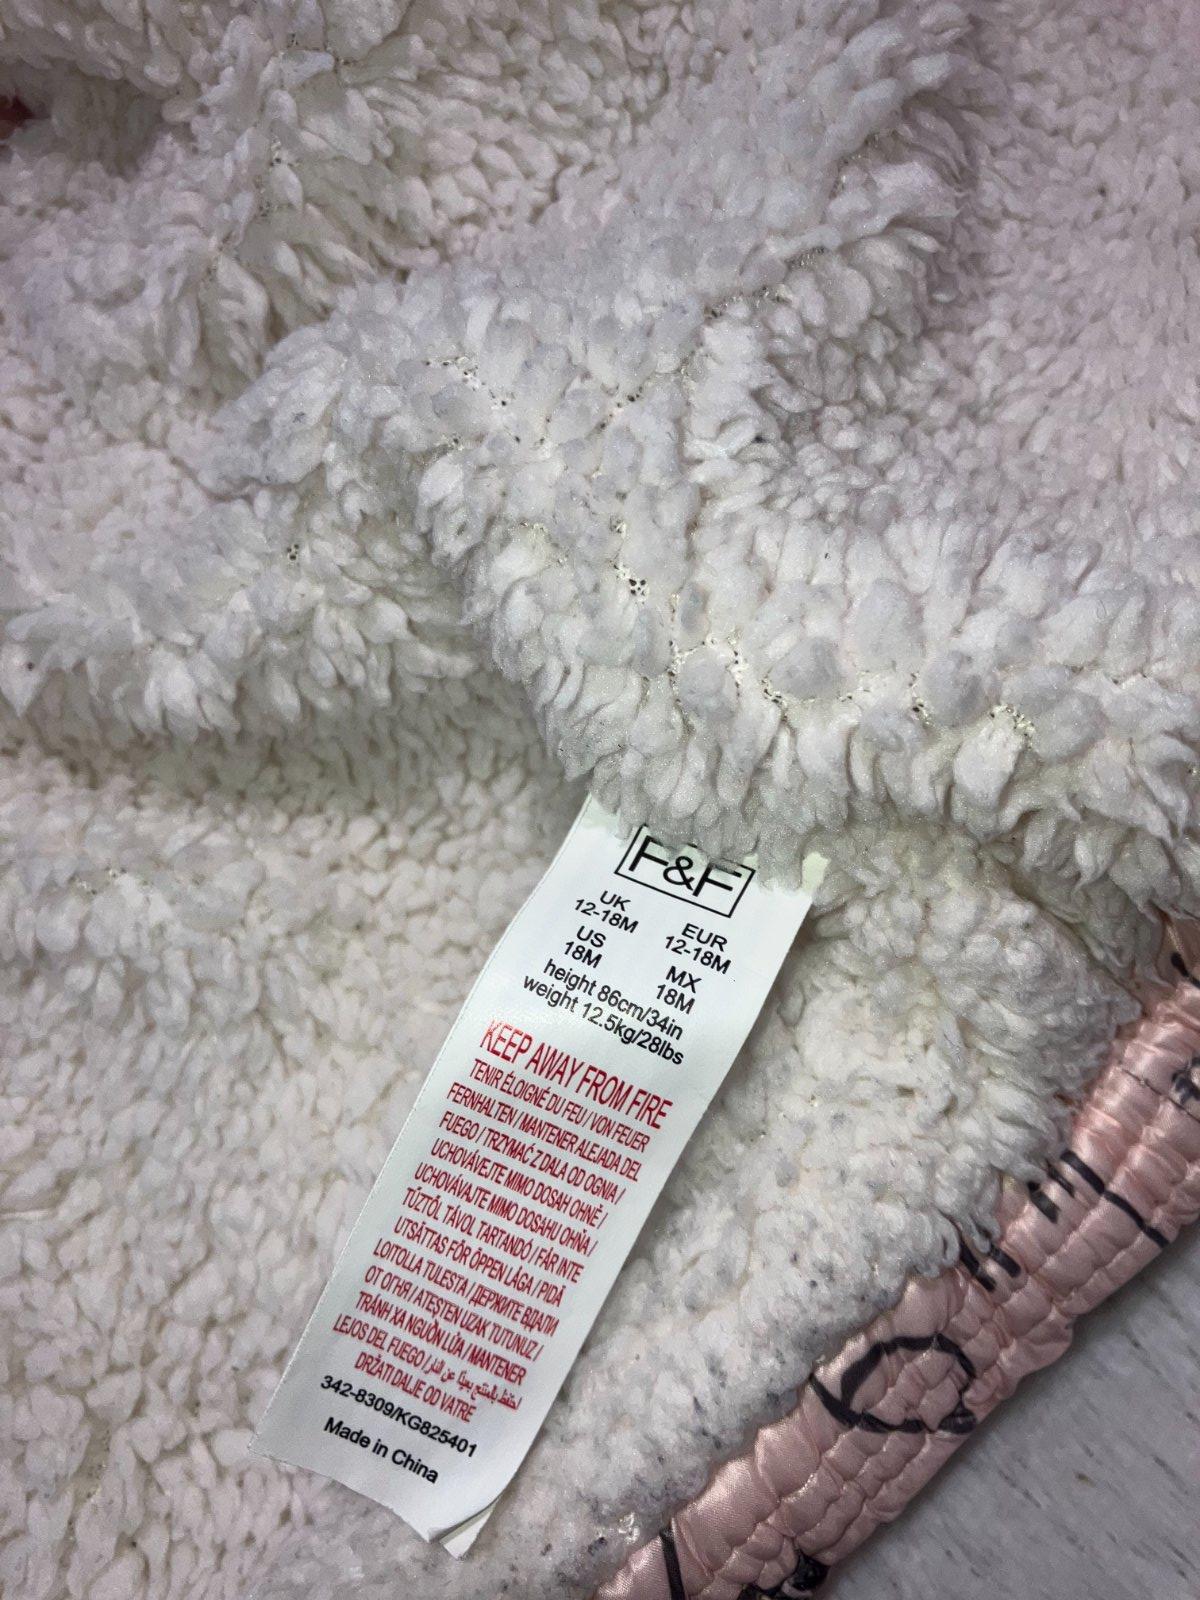 F&F
UK
12-18M
EUR
12-18M
US
18M
MX
18M
height 86cm/34in
weight 12.5kg/28lbs
KEEP AWAY FROM FIRE
TENIR ÉLOIGNÉ DU FEU / VON FEUER
FERNHALTEN / MANTENER ALEJADA DEL
FUEGO / TRZYMAĆ Z DALA OD OGNIA /
UCHOVÁVEJTE MIMO DOSAH OHNĚ /
UCHOVÁVAJTE MIMO DOSAHU OHŇA /
TŰZTŐL TÁVOL TARTANDÓ / FÅR INTE
UTSÄTTAS FÖR ÖPPEN LÅGA / PIDÄ
LOITOLLA TULESTA / ДЕРЖИТЕ ВДАЛИ
ОТ ОГНЯ / ATEŞTEN UZAK TUTUNUZ /
TRÁNH XA NGUỒN LỬA / MANTENER
LEJOS DEL FUEGO / احتفظ بالمنتج بعيدًا عن النار
DRŽATI DALJE OD VATRE
342-8309/KG825401
Made in China